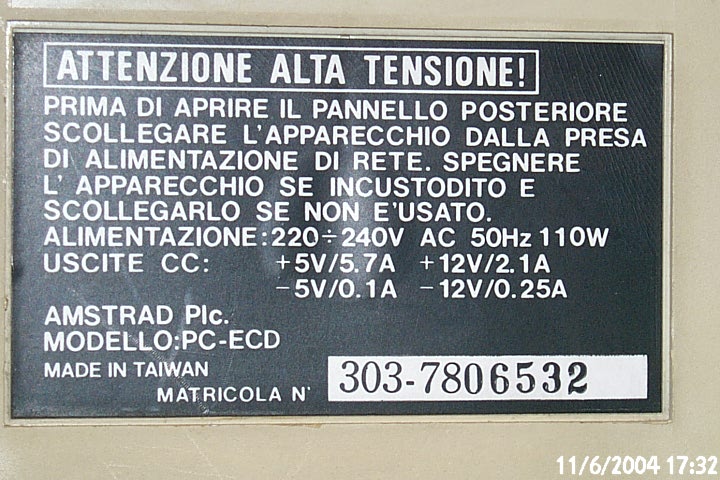 ATTENZIONE ALTA TENSIONE!
PRIMA DI APRIRE IL PANNELLO POSTERIORE
SCOLLEGARE L'APPARECCHIO DALLA PRESA
DI ALIMENTAZIONE DI RETE. SPEGNERE
L' APPARECCHIO SE INCUSTODITO E
SCOLLEGARLO SE NON E'USATO.
ALIMENTAZIONE:220÷240V AC 50Hz 110W
USCITE CC: +5V/5.7A +12V/2.1A
−5V/0.1A −12V/0.25A
AMSTRAD Plc.
MODELLO:PC-ECD
MADE IN TAIWAN
MATRICOLA N' 303-7806532
11/6/2004 17:32